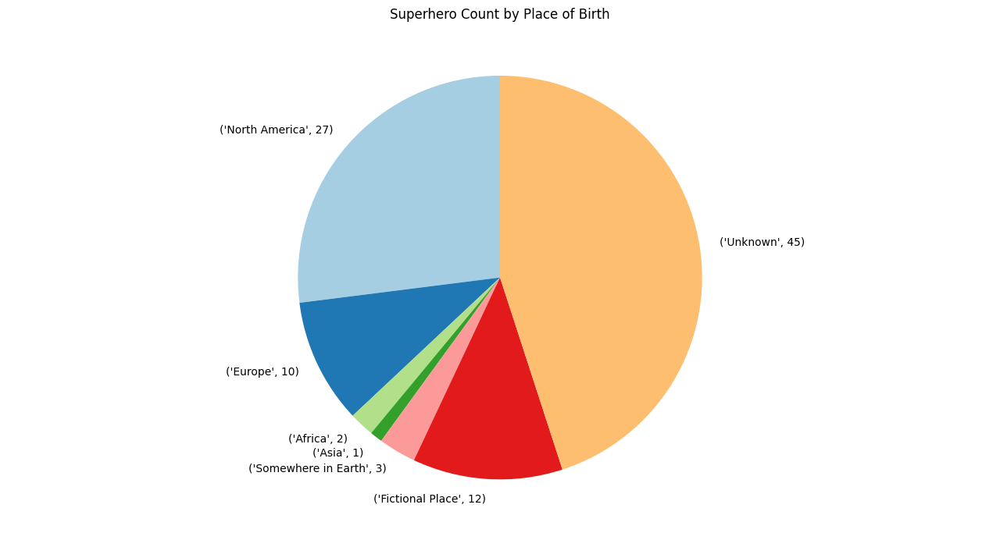 Superhero Count by Place of Birth
('North America', 27)
('Unknown', 45)
('Europe', 10)
('Africa', 2)
('Asia', 1)
('Somewhere in Earth', 3)
('Fictional Place', 12)